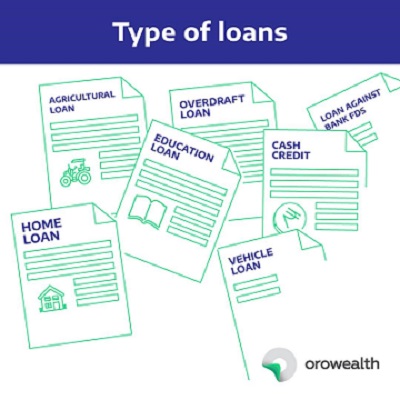 Type of loans
AGRICULTURAL
LOAN
OVERDRAFT
LOAN
LOAN AGAINST
BANK FDS
EDUCATION
LOAN
CASH
CREDIT
HOME
LOAN
VEHICLE
LOAN
orowealth